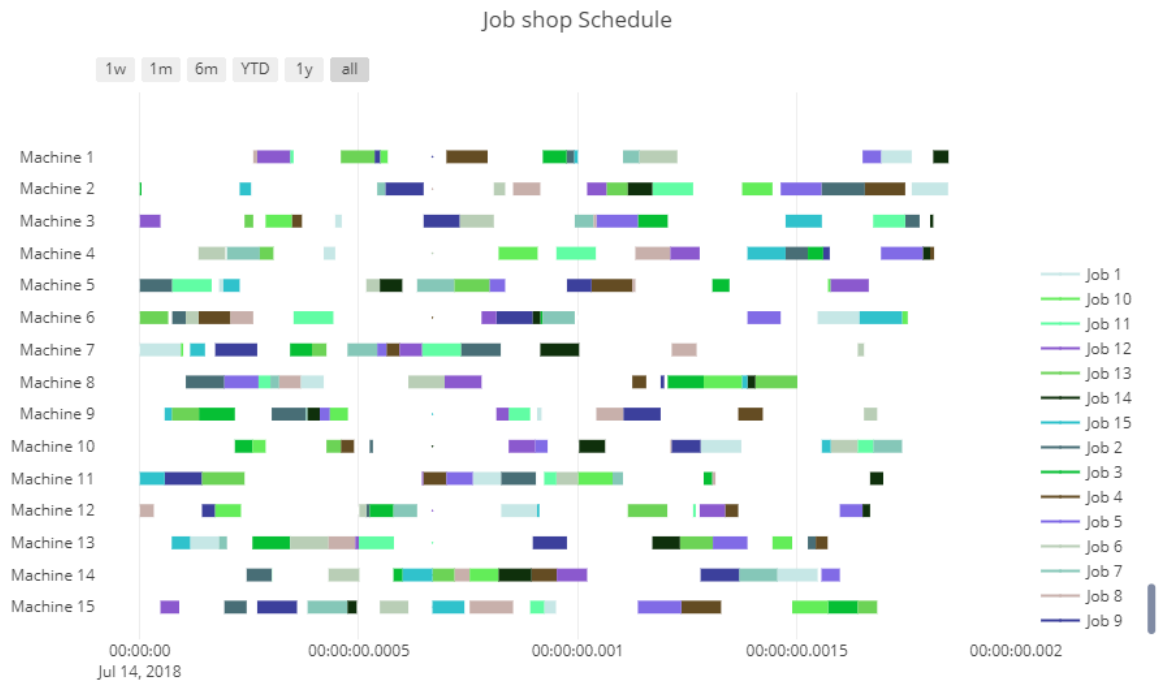 Job shop Schedule
1w 1m 6m YTD 1y all
Machine 1
Machine 2
Machine 3
Machine 4
Machine 5
Machine 6
Machine 7
Machine 8
Machine 9
Machine 10
Machine 11
Machine 12
Machine 13
Machine 14
Machine 15
Job 1
Job 10
Job 11
Job 12
Job 13
Job 14
Job 15
Job 2
Job 3
Job 4
Job 5
Job 6
Job 7
Job 8
Job 9
00:00:00 00:00:00.0005 00:00:00.001 00:00:00.0015 00:00:00.002
Jul 14, 2018